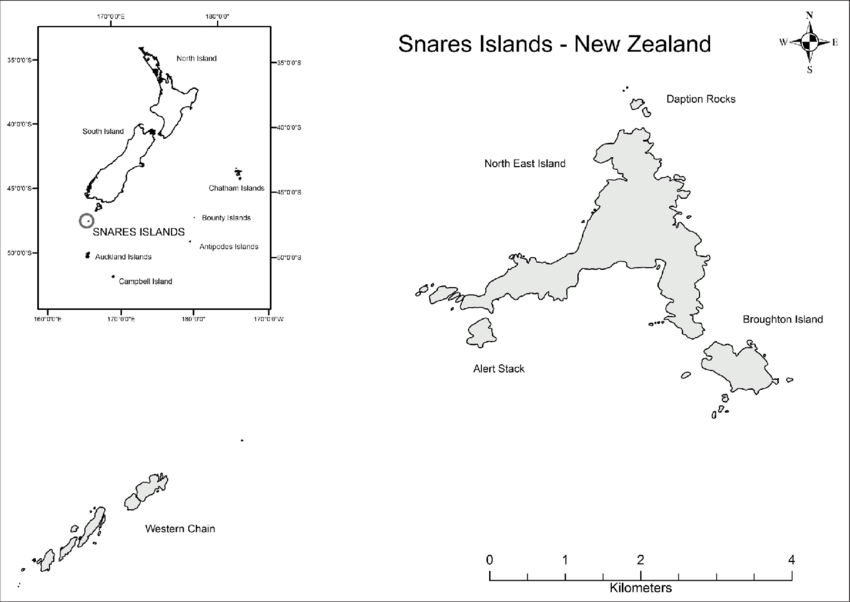 170°0'0"E
180°0'0"
Snares Islands - New Zealand
N
W
E
S
35°0'0"S
North Island
35°0'0"S
40°0'0"S
South Island
40°0'0"S
45°0'0"S
Chatham Islands
45°0'0"S
Bounty Islands
SNARES ISLANDS
Antipodes Islands
50°0'0"S
Auckland Islands
50°0'0"S
Campbell Island
160°0'0"E
170°0'0"E
180°0'0"
170°0'0"W
Daption Rocks
North East Island
Broughton Island
Alert Stack
Western Chain
0
1
2
4
Kilometers